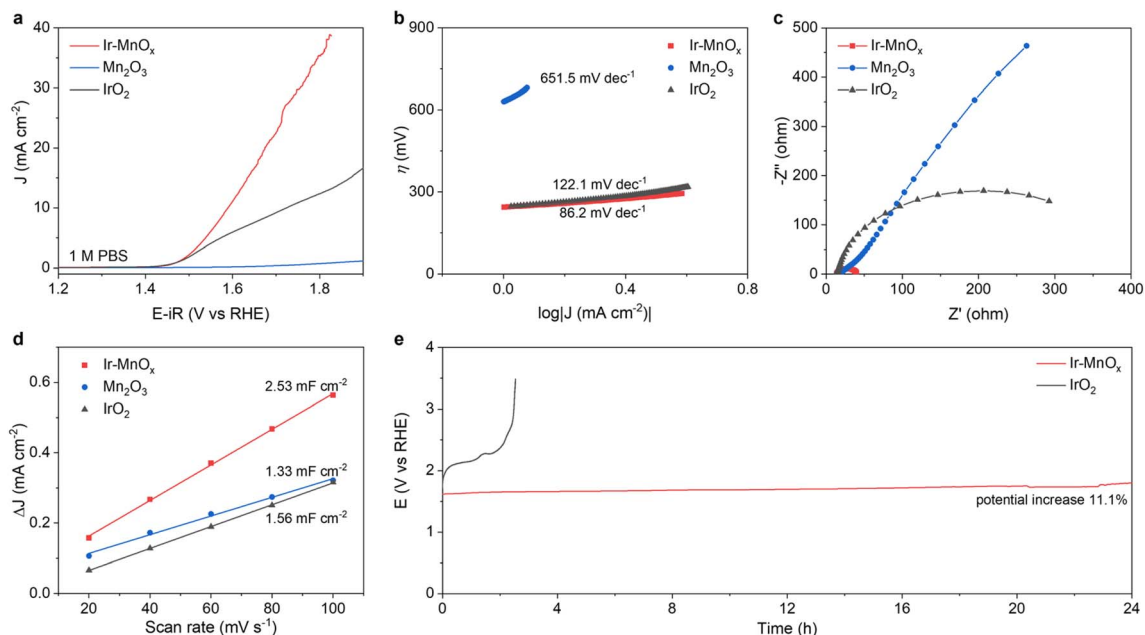 a
40
30
20
10
0
J (mA cm⁻²)
Ir-MnOₓ
Mn₂O₃
IrO₂
1 M PBS
1.2 1.4 1.6 1.8
E-iR (V vs RHE)
b
900
600
300
0
η (mV)
Ir-MnOₓ
Mn₂O₃
IrO₂
651.5 mV dec⁻¹
122.1 mV dec⁻¹
86.2 mV dec⁻¹
0.0 0.4 0.8
log|J (mA cm⁻²)|
c
500
400
300
200
100
0
-Z'' (ohm)
Ir-MnOₓ
Mn₂O₃
IrO₂
0 100 200 300 400
Z' (ohm)
d
0.6
0.4
0.2
0.0
ΔJ (mA cm⁻²)
Ir-MnOₓ
Mn₂O₃
IrO₂
2.53 mF cm⁻²
1.33 mF cm⁻²
1.56 mF cm⁻²
20 40 60 80 100
Scan rate (mV s⁻¹)
e
4
3
2
1
0
E (V vs RHE)
Ir-MnOₓ
IrO₂
potential increase 11.1%
0 4 8 12 16 20 24
Time (h)